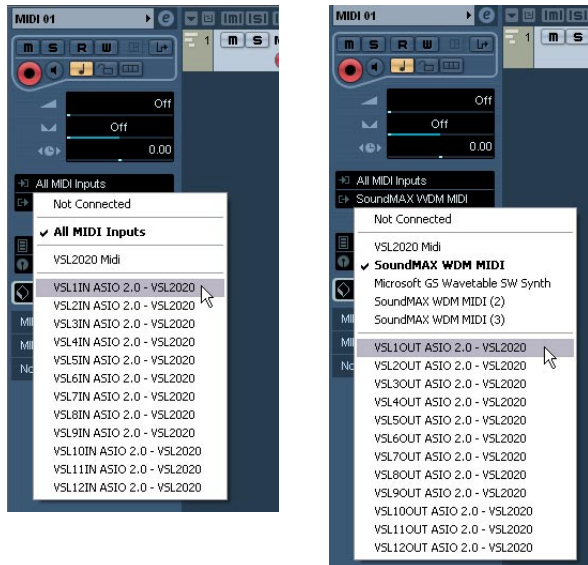 MIDI 01
e
m S R W
Off
Off
0.00
All MIDI Inputs
Not Connected
All MIDI Inputs
VSL2020 Midi
VSL1IN ASIO 2.0 - VSL2020
VSL2IN ASIO 2.0 - VSL2020
VSL3IN ASIO 2.0 - VSL2020
VSL4IN ASIO 2.0 - VSL2020
VSL5IN ASIO 2.0 - VSL2020
VSL6IN ASIO 2.0 - VSL2020
VSL7IN ASIO 2.0 - VSL2020
VSL8IN ASIO 2.0 - VSL2020
VSL9IN ASIO 2.0 - VSL2020
VSL10IN ASIO 2.0 - VSL2020
VSL11IN ASIO 2.0 - VSL2020
VSL12IN ASIO 2.0 - VSL2020
m S
1 m S
MIDI 01
e
m S R W
Off
Off
0.00
All MIDI Inputs
SoundMAX WDM MIDI
Not Connected
VSL2020 Midi
SoundMAX WDM MIDI
Microsoft GS Wavetable SW Synth
SoundMAX WDM MIDI (2)
SoundMAX WDM MIDI (3)
VSL1OUT ASIO 2.0 - VSL2020
VSL2OUT ASIO 2.0 - VSL2020
VSL3OUT ASIO 2.0 - VSL2020
VSL4OUT ASIO 2.0 - VSL2020
VSL5OUT ASIO 2.0 - VSL2020
VSL6OUT ASIO 2.0 - VSL2020
VSL7OUT ASIO 2.0 - VSL2020
VSL8OUT ASIO 2.0 - VSL2020
VSL9OUT ASIO 2.0 - VSL2020
VSL10OUT ASIO 2.0 - VSL2020
VSL11OUT ASIO 2.0 - VSL2020
VSL12OUT ASIO 2.0 - VSL2020
m S
1 m S